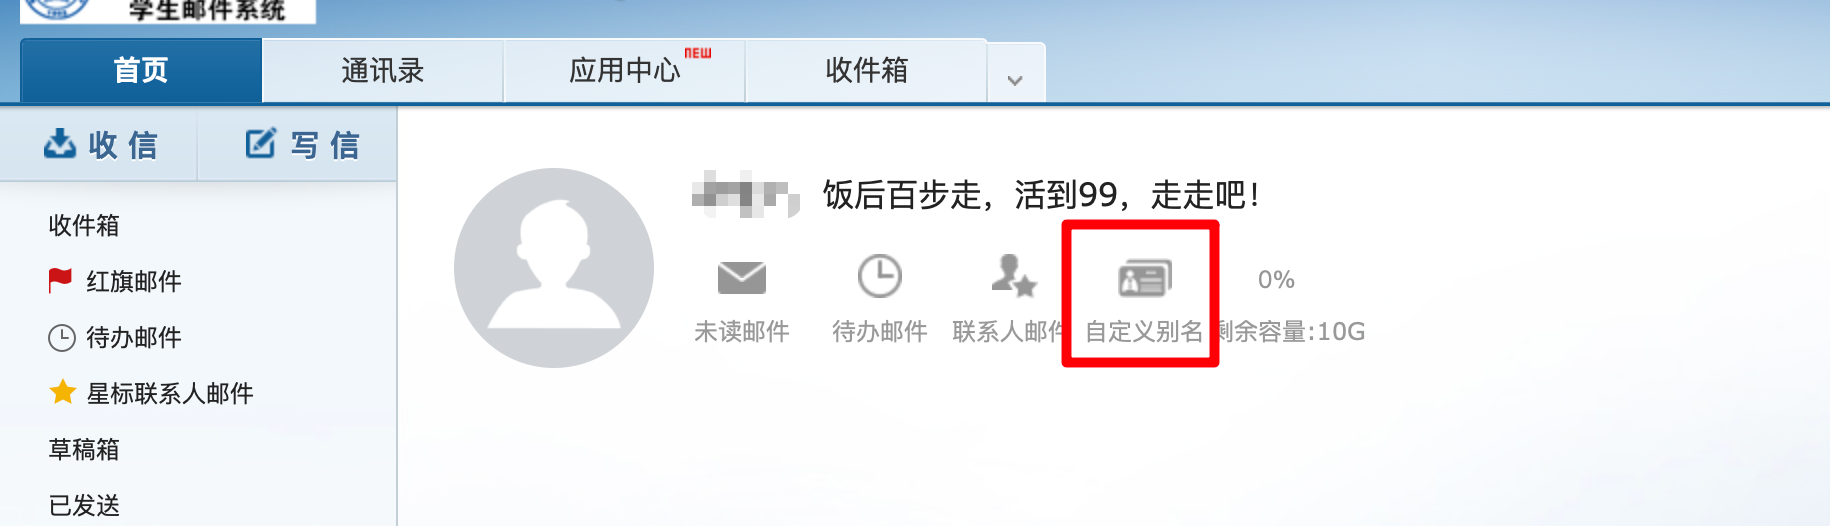 学生邮件系统
首页
通讯录
应用中心 NEW
收件箱
收 信
写 信
收件箱
红旗邮件
待办邮件
星标联系人邮件
草稿箱
已发送
饭后百步走，活到99，走走吧！
未读邮件
待办邮件
联系人邮件
自定义别名
0%
剩余容量:10G